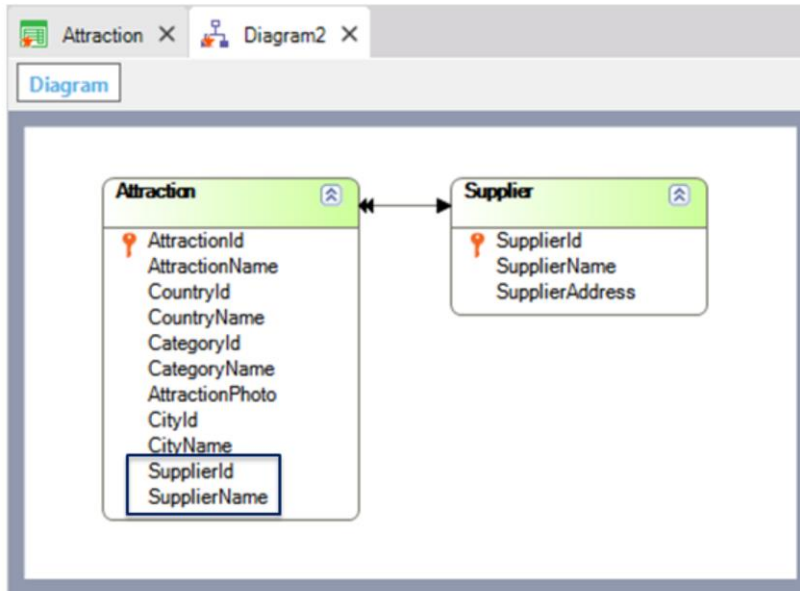 Attraction Diagram2
Diagram
Attraction
AttractionId
AttractionName
CountryId
CountryName
CategoryId
CategoryName
AttractionPhoto
CityId
CityName
SupplierId
SupplierName
Supplier
SupplierId
SupplierName
SupplierAddress